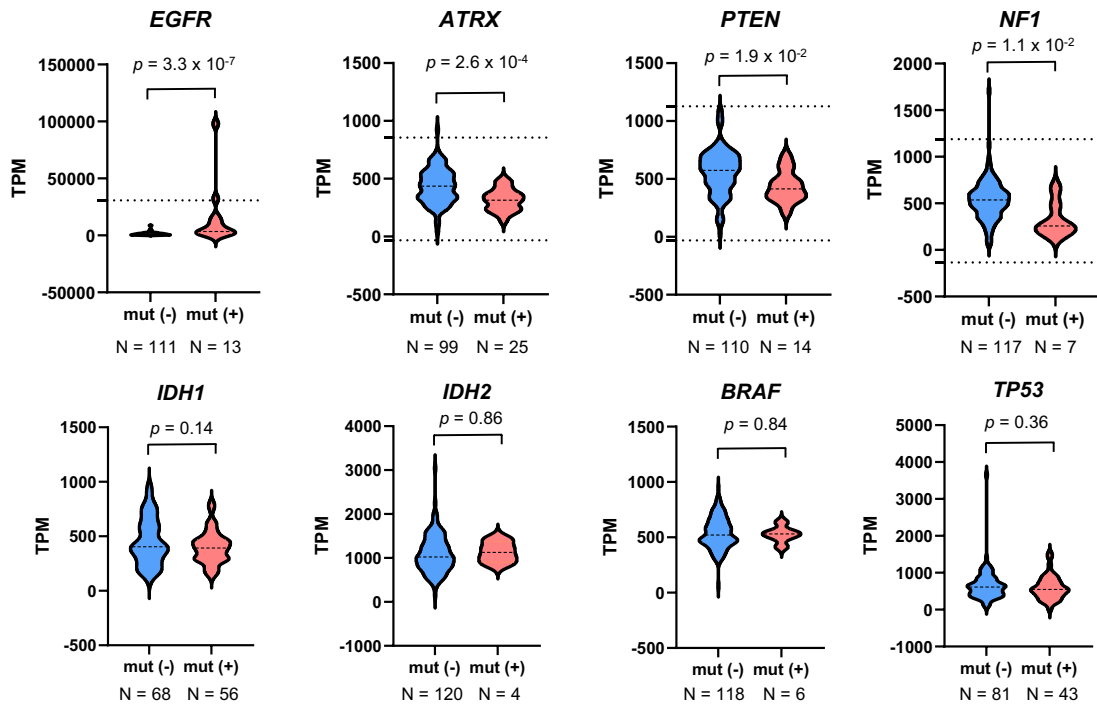 EGFR
p = 3.3 x 10-7
150000
100000
50000
0
-50000
TPM
mut (-) mut (+)
N = 111 N = 13
ATRX
p = 2.6 x 10-4
1500
1000
500
0
-500
TPM
mut (-) mut (+)
N = 99 N = 25
PTEN
p = 1.9 x 10-2
1500
1000
500
0
-500
TPM
mut (-) mut (+)
N = 110 N = 14
NF1
p = 1.1 x 10-2
2000
1500
1000
500
0
-500
TPM
mut (-) mut (+)
N = 117 N = 7
IDH1
p = 0.14
1500
1000
500
0
-500
TPM
mut (-) mut (+)
N = 68 N = 56
IDH2
p = 0.86
4000
3000
2000
1000
0
-1000
TPM
mut (-) mut (+)
N = 120 N = 4
BRAF
p = 0.84
1500
1000
500
0
-500
TPM
mut (-) mut (+)
N = 118 N = 6
TP53
p = 0.36
5000
4000
3000
2000
1000
0
-1000
TPM
mut (-) mut (+)
N = 81 N = 43